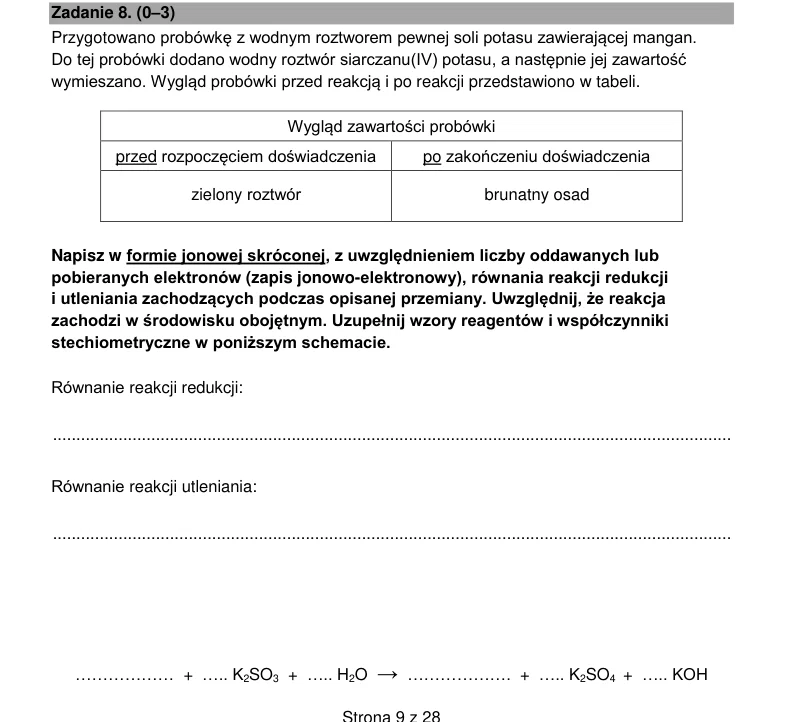 Zadanie 8. (0–3)
Przygotowano probówkę z wodnym roztworem pewnej soli potasu zawierającej mangan.
Do tej probówki dodano wodny roztwór siarczanu(IV) potasu, a następnie jej zawartość
wymieszano. Wygląd probówki przed reakcją i po reakcji przedstawiono w tabeli.
Wygląd zawartości probówki
przed rozpoczęciem doświadczenia
po zakończeniu doświadczenia
zielony roztwór
brunatny osad
Napisz w formie jonowej skróconej, z uwzględnieniem liczby oddawanych lub
pobieranych elektronów (zapis jonowo-elektronowy), równania reakcji redukcji
i utleniania zachodzących podczas opisanej przemiany. Uwzględnij, że reakcja
zachodzi w środowisku obojętnym. Uzupełnij wzory reagentów i współczynniki
stechiometryczne w poniższym schemacie.
Równanie reakcji redukcji:
..........................................................................................................................................
Równanie reakcji utleniania:
..........................................................................................................................................
……………… + ….. K₂SO₃ + ….. H₂O → ………………. + ….. K₂SO₄ + ….. KOH
Strona 9 z 28